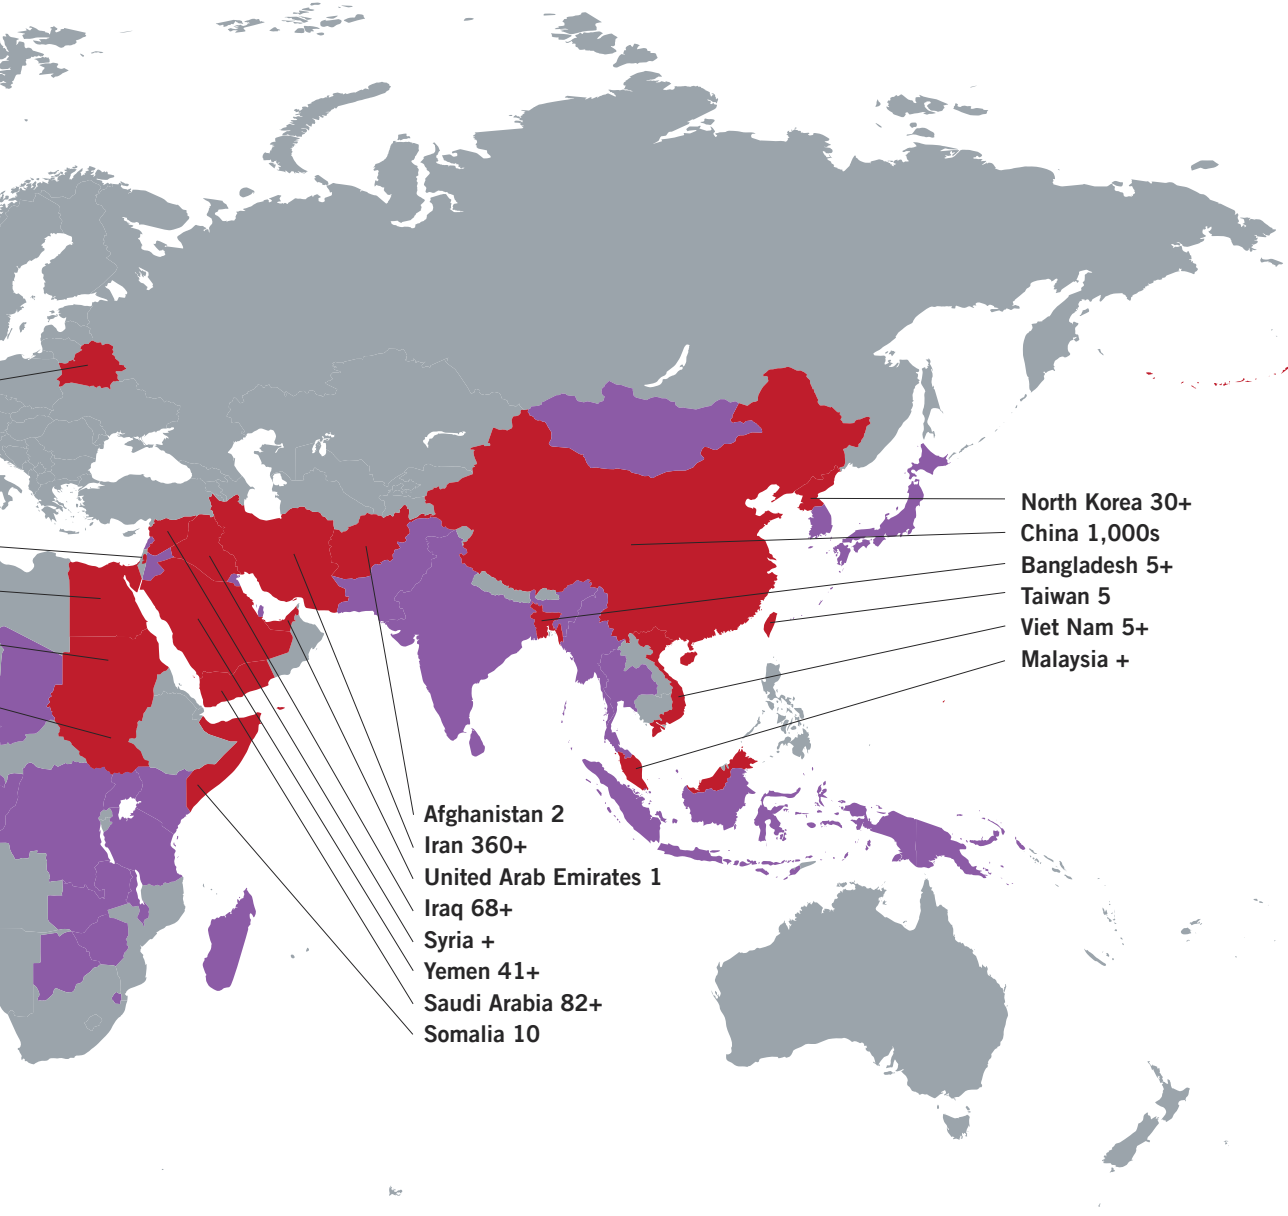 North Korea 30+
China 1,000s
Bangladesh 5+
Taiwan 5
Viet Nam 5+
Malaysia +
Afghanistan 2
Iran 360+
United Arab Emirates 1
Iraq 68+
Syria +
Yemen 41+
Saudi Arabia 82+
Somalia 10